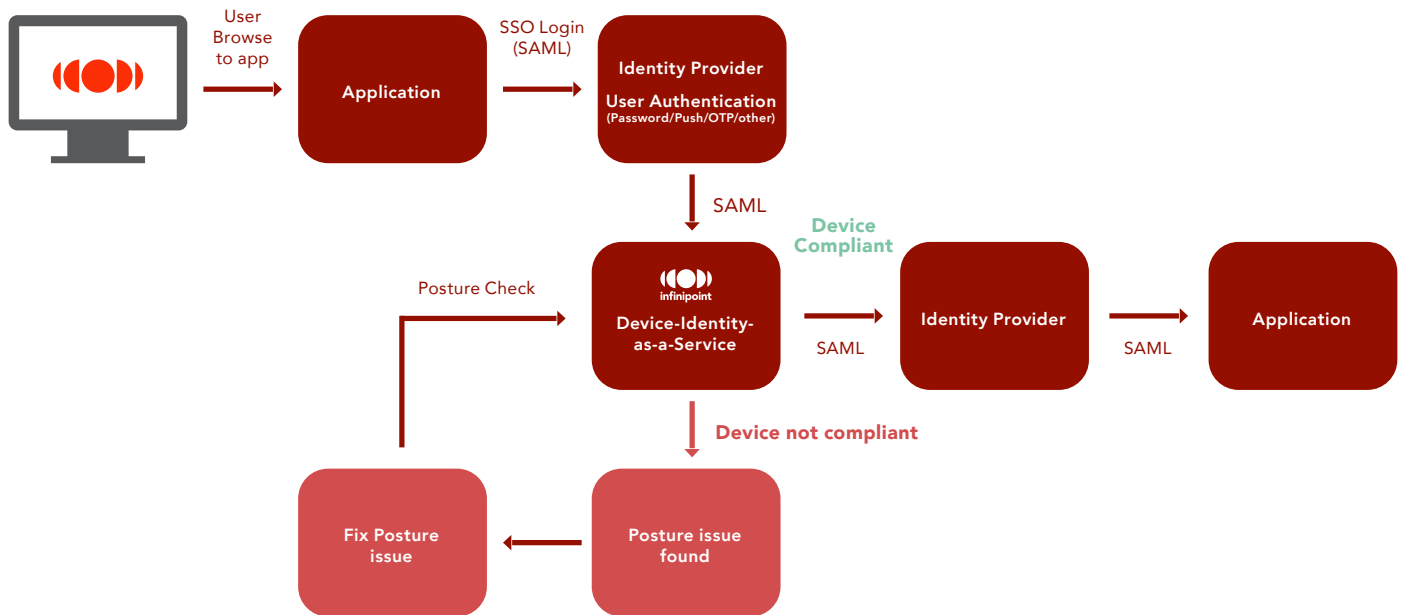 User
Browse
to app
Application
SSO Login
(SAML)
Identity Provider
User Authentication
(Password/Push/OTP/other)
SAML
Device
Compliant
Posture Check
infinipoint
Device-Identity-
as-a-Service
SAML
Identity Provider
SAML
Application
Device not compliant
Fix Posture
issue
Posture issue
found